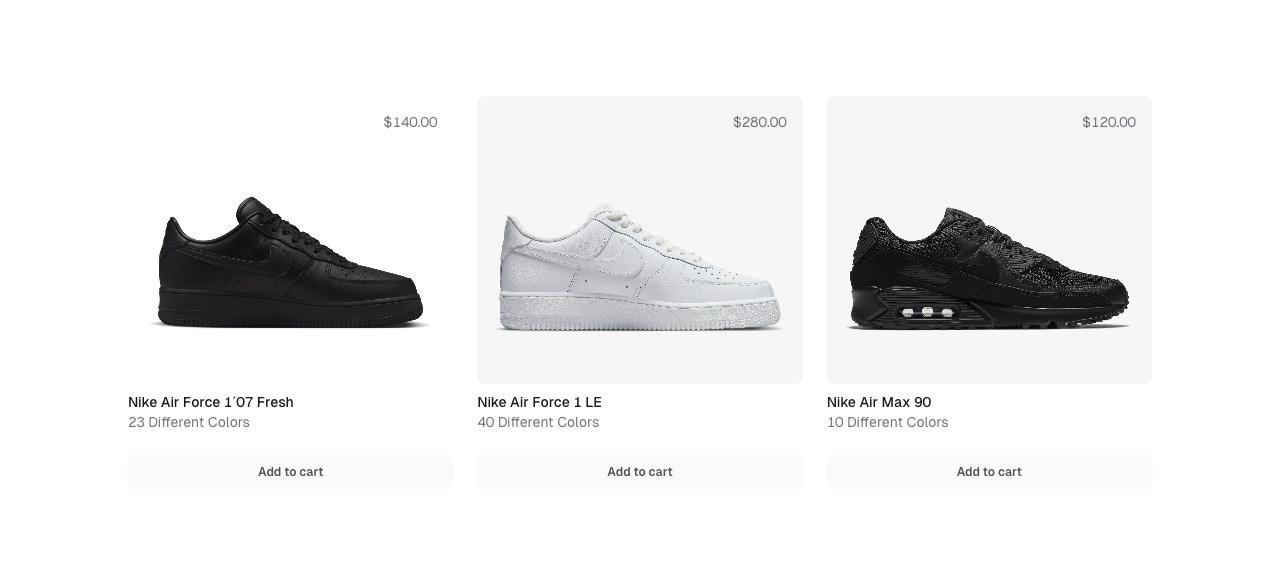 $140.00
$280.00
$120.00
Nike Air Force 1´07 Fresh
Nike Air Force 1 LE
Nike Air Max 90
23 Different Colors
40 Different Colors
10 Different Colors
Add to cart
Add to cart
Add to cart